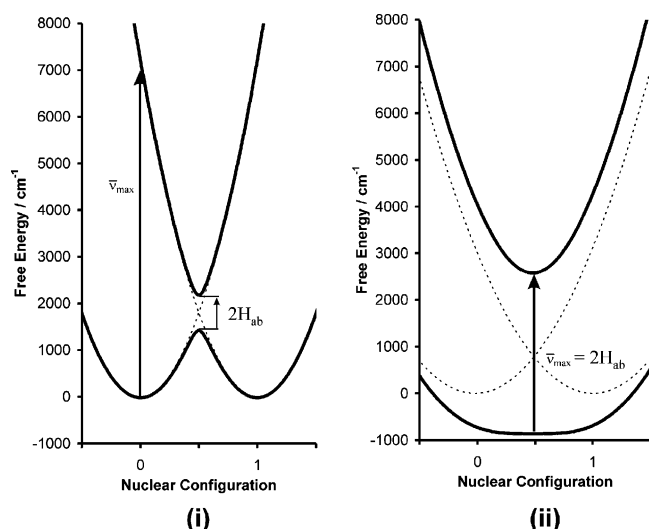 8000
7000
6000
5000
4000
3000
2000
1000
0
-1000
Free Energy / cm⁻¹
ν̄max
2Hab
0 1
Nuclear Configuration
(i)
8000
7000
6000
5000
4000
3000
2000
1000
0
-1000
Free Energy / cm⁻¹
ν̄max = 2Hab
0 1
Nuclear Configuration
(ii)